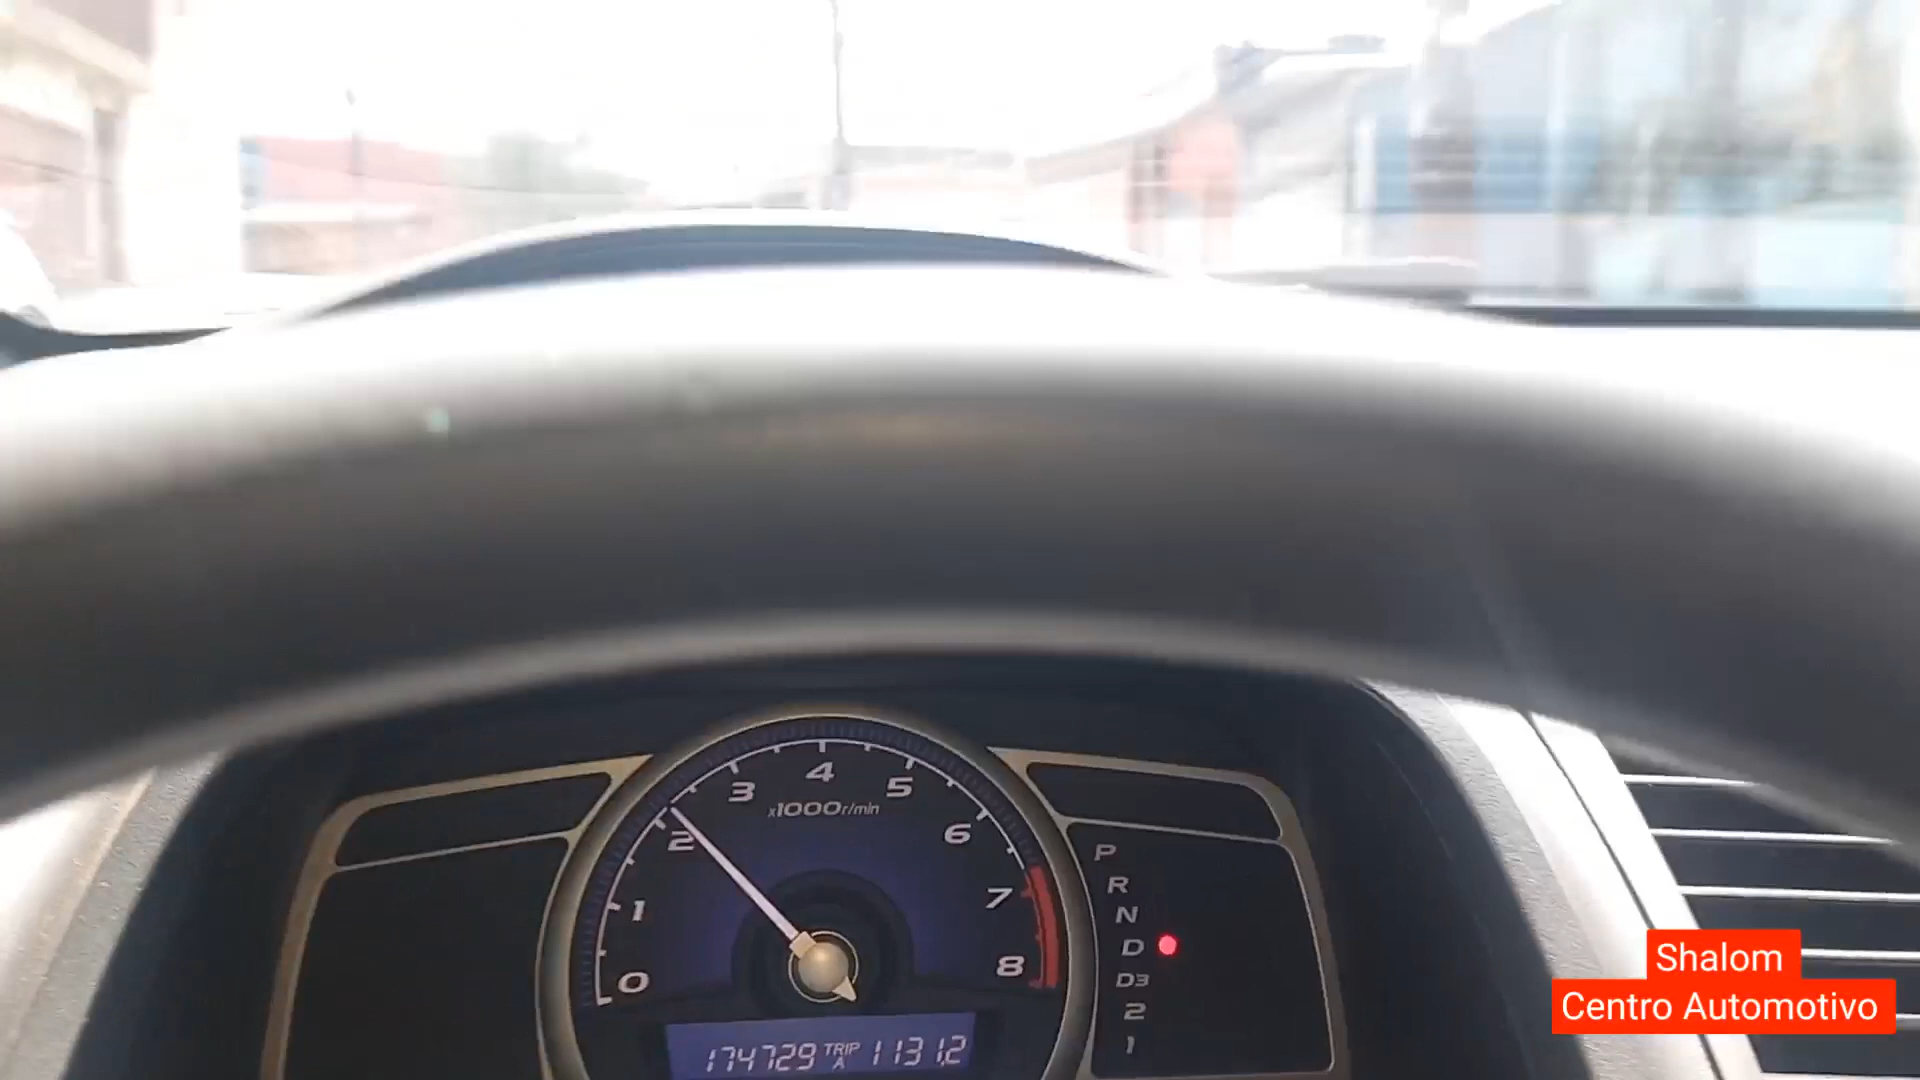 4
3
5
x1000r/min
2
6
1
7
0
8
P
R
N
D
D3
2
1
174729 TRIP A 1131,2
Shalom
Centro Automotivo